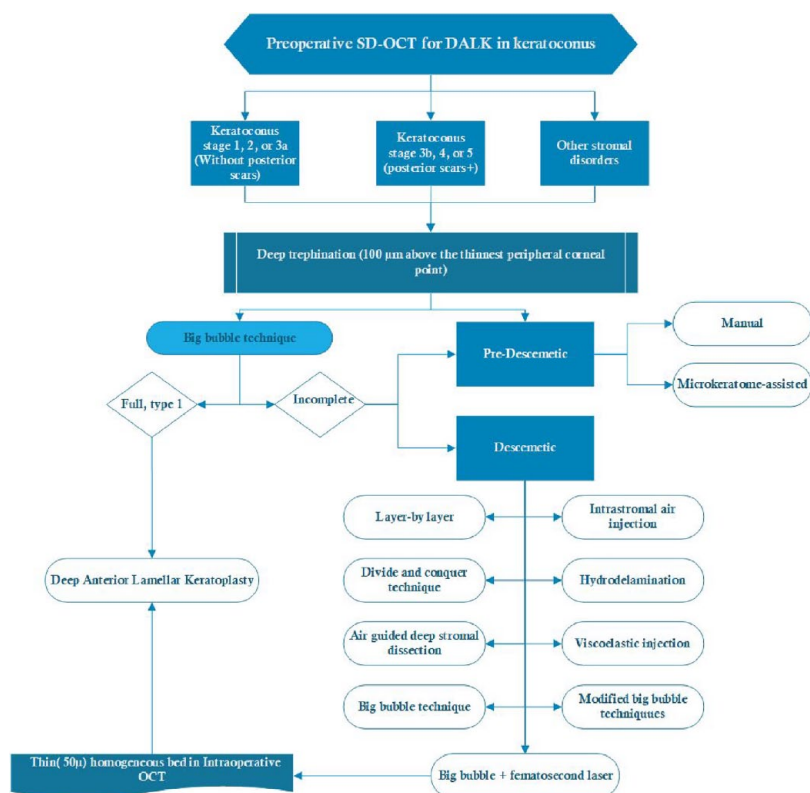 Preoperative SD-OCT for DALK in keratoconus
Keratoconus
stage 1, 2, or 3a
(Without posterior
scars)
Keratoconus
stage 3b, 4, or 5
(posterior scars+)
Other stromal
disorders
Deep trephination (100 µm above the thinnest peripheral corneal
point)
Big bubble technique
Pre-Descemetic
Manual
Microkeratome-assisted
Full, type 1
Incomplete
Descemetic
Layer-by layer
Intrastromal air
injection
Deep Anterior Lamellar Keratoplasty
Divide and conquer
technique
Hydrodelamination
Air guided deep stromal
dissection
Viscoelastic injection
Big bubble technique
Modified big bubble
techniquues
Thin( 50µ) homogeneous bed in Intraoperative
OCT
Big bubble + fematosecond laser